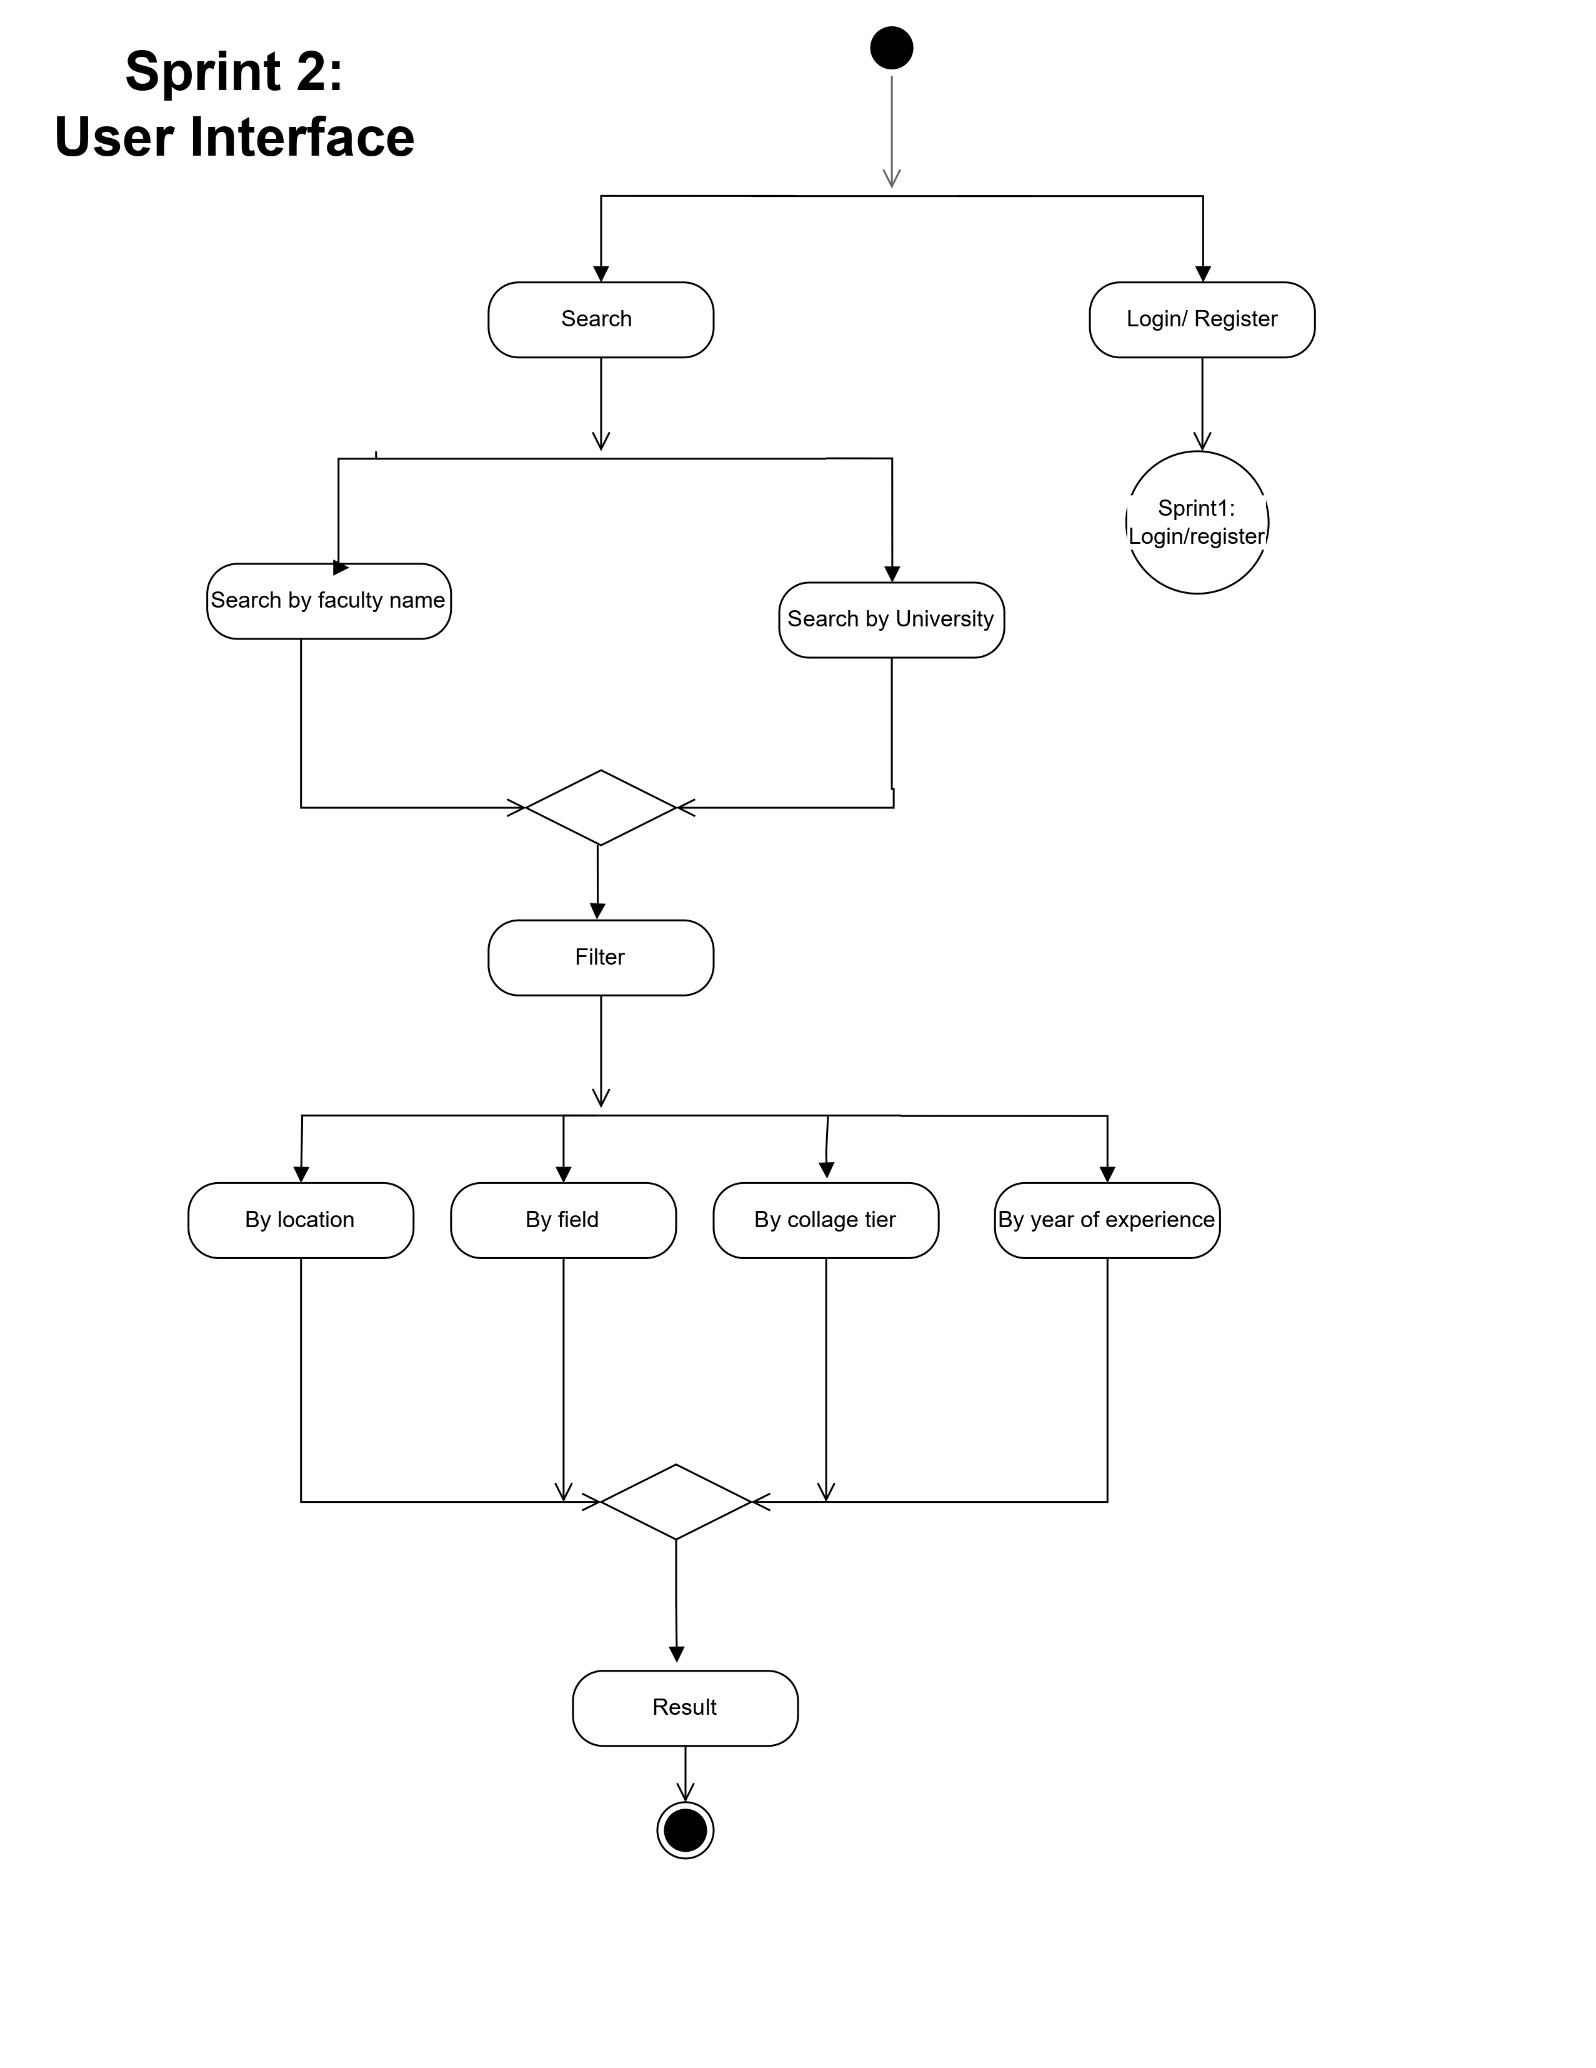 Sprint 2:
User Interface
Search
Login/ Register
Sprint1:
Login/register
Search by faculty name
Search by University
Filter
By location
By field
By collage tier
By year of experience
Result